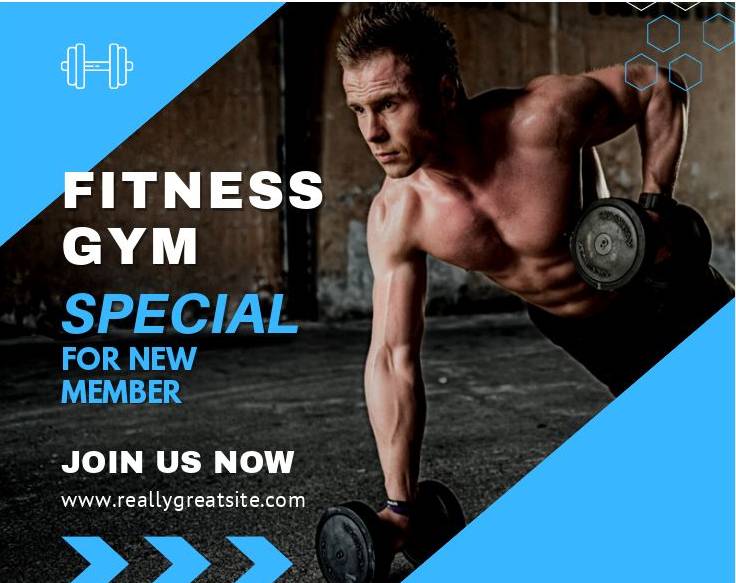 FITNESS
GYM
SPECIAL
FOR NEW
MEMBER
JOIN US NOW
www.reallygreatsite.com